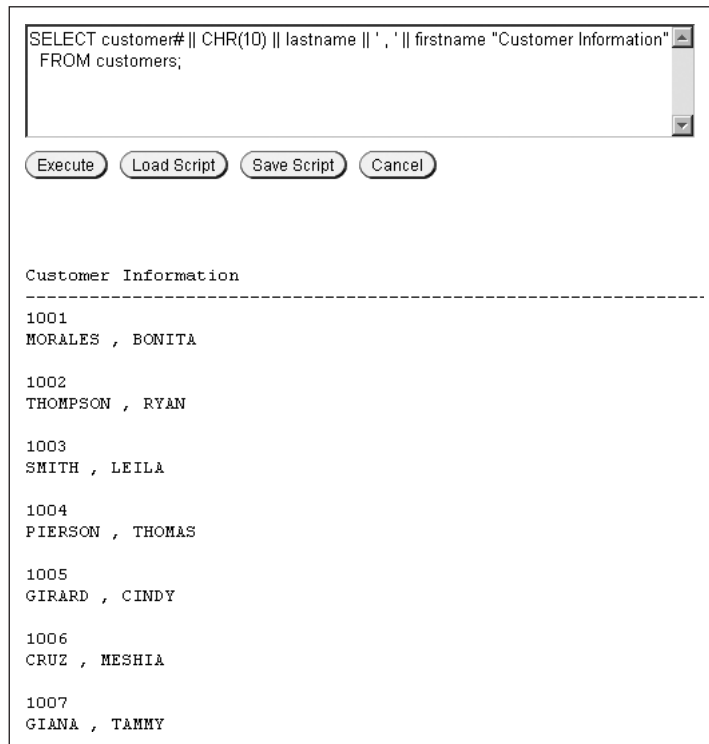 SELECT customer# || CHR(10) || lastname || ' , ' || firstname "Customer Information"
FROM customers;
Execute Load Script Save Script Cancel
Customer Information
----------------------------------------------------------------
1001
MORALES , BONITA
1002
THOMPSON , RYAN
1003
SMITH , LEILA
1004
PIERSON , THOMAS
1005
GIRARD , CINDY
1006
CRUZ , MESHIA
1007
GIANA , TAMMY